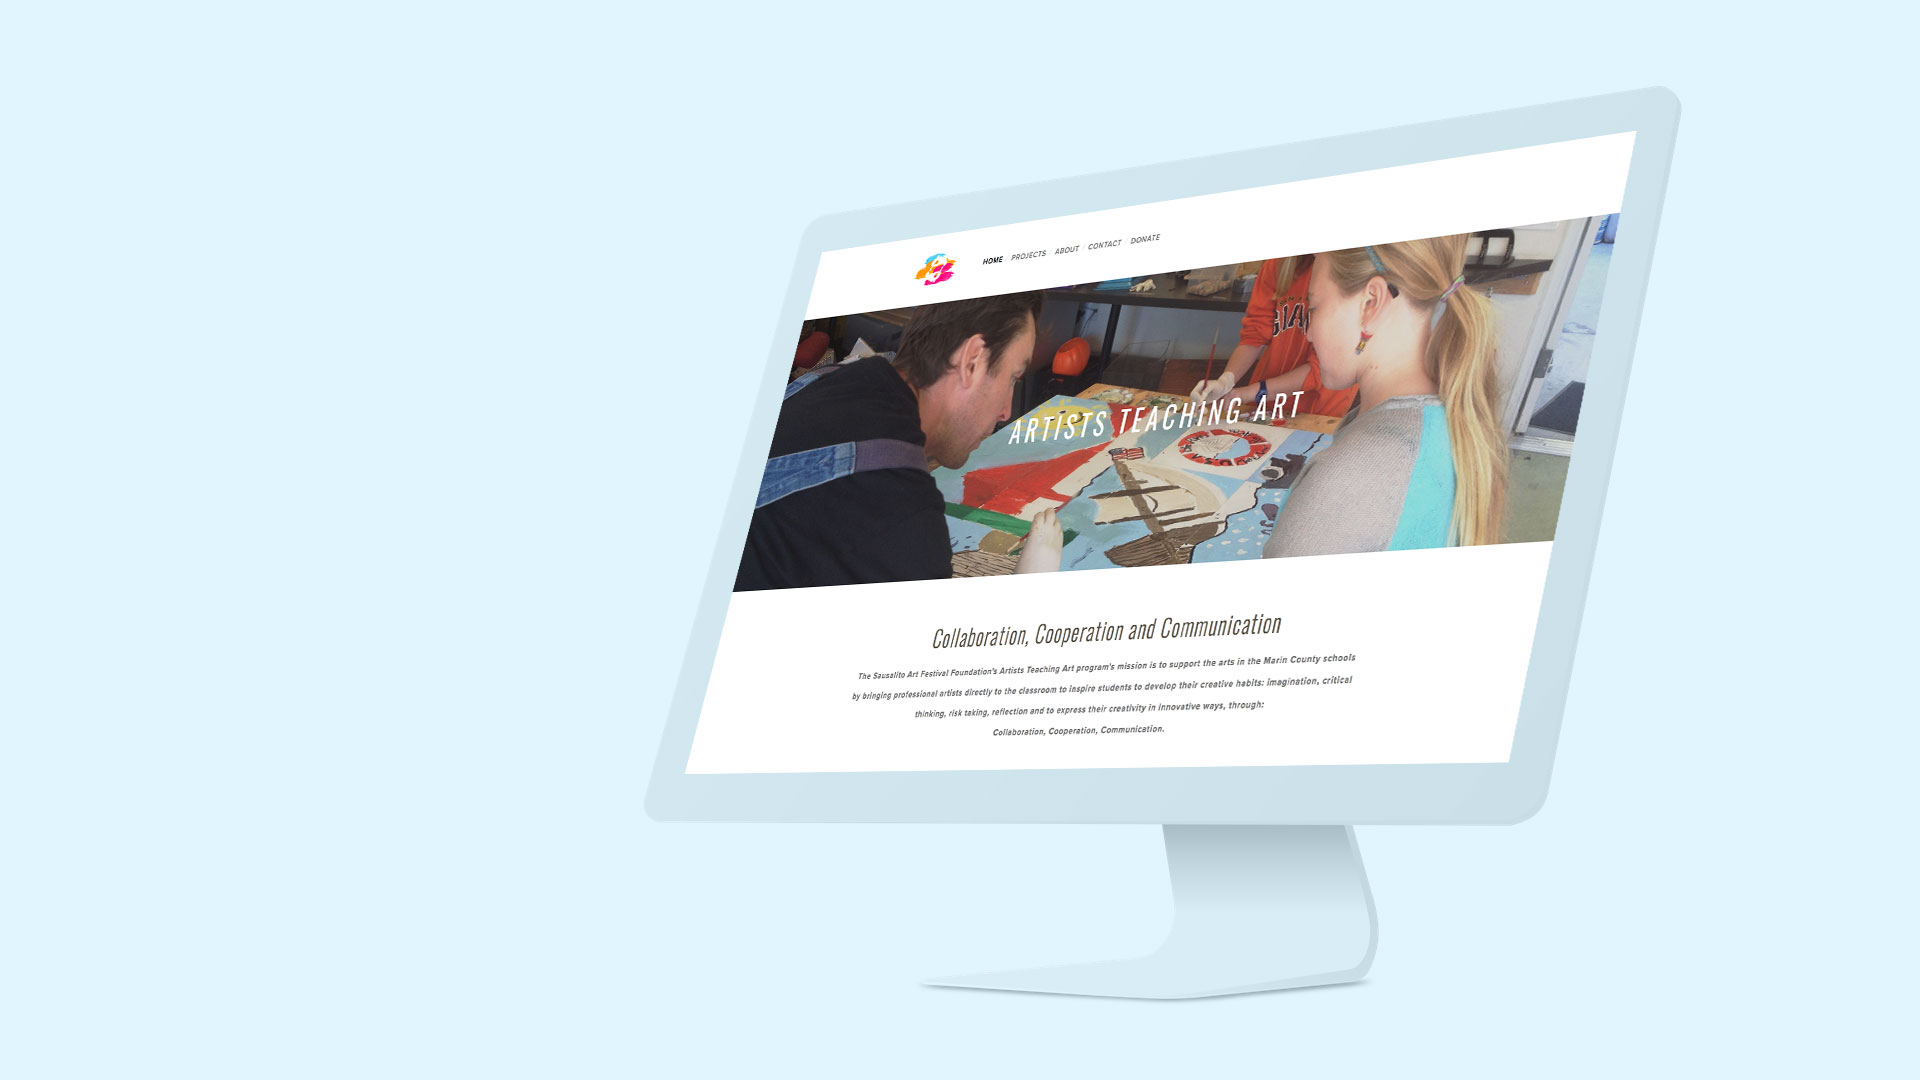 HOME / PROJECTS / ABOUT / CONTACT / DONATE
GIA
ARTISTS TEACHING ART
Collaboration, Cooperation and Communication
The Sausalito Art Festival Foundation's Artists Teaching Art program's mission is to support the arts in the Marin County schools
by bringing professional artists directly to the classroom to inspire students to develop their creative habits: imagination, critical
thinking, risk taking, reflection and to express their creativity in innovative ways, through:
Collaboration, Cooperation, Communication.